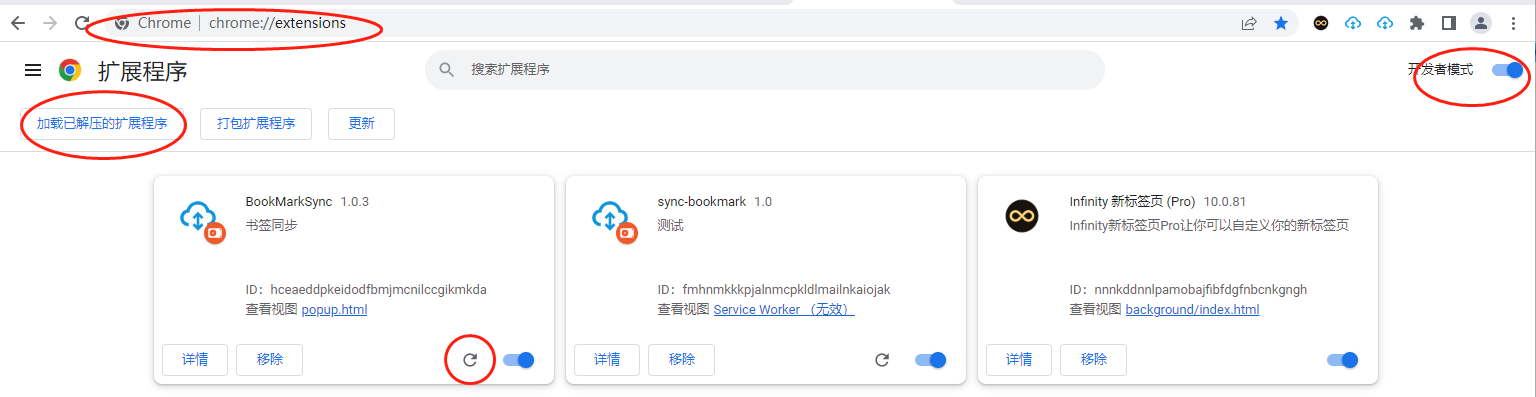 Chrome | chrome://extensions
扩展程序
搜索扩展程序
开发者模式
加载已解压的扩展程序
打包扩展程序
更新
BookMarkSync 1.0.3
书签同步
ID：hceaeddpkeidodfbmjmcnilccgikmkda
查看视图 popup.html
详情
移除
sync-bookmark 1.0
测试
ID：fmhnmkkkpjalnmcpkldlmailnkaiojak
查看视图 Service Worker （无效）
详情
移除
Infinity 新标签页 (Pro) 10.0.81
Infinity新标签页Pro让你可以自定义你的新标签页
ID：nnnkddnnlpamobajfibfdgfnbcnkgngh
查看视图 background/index.html
详情
移除